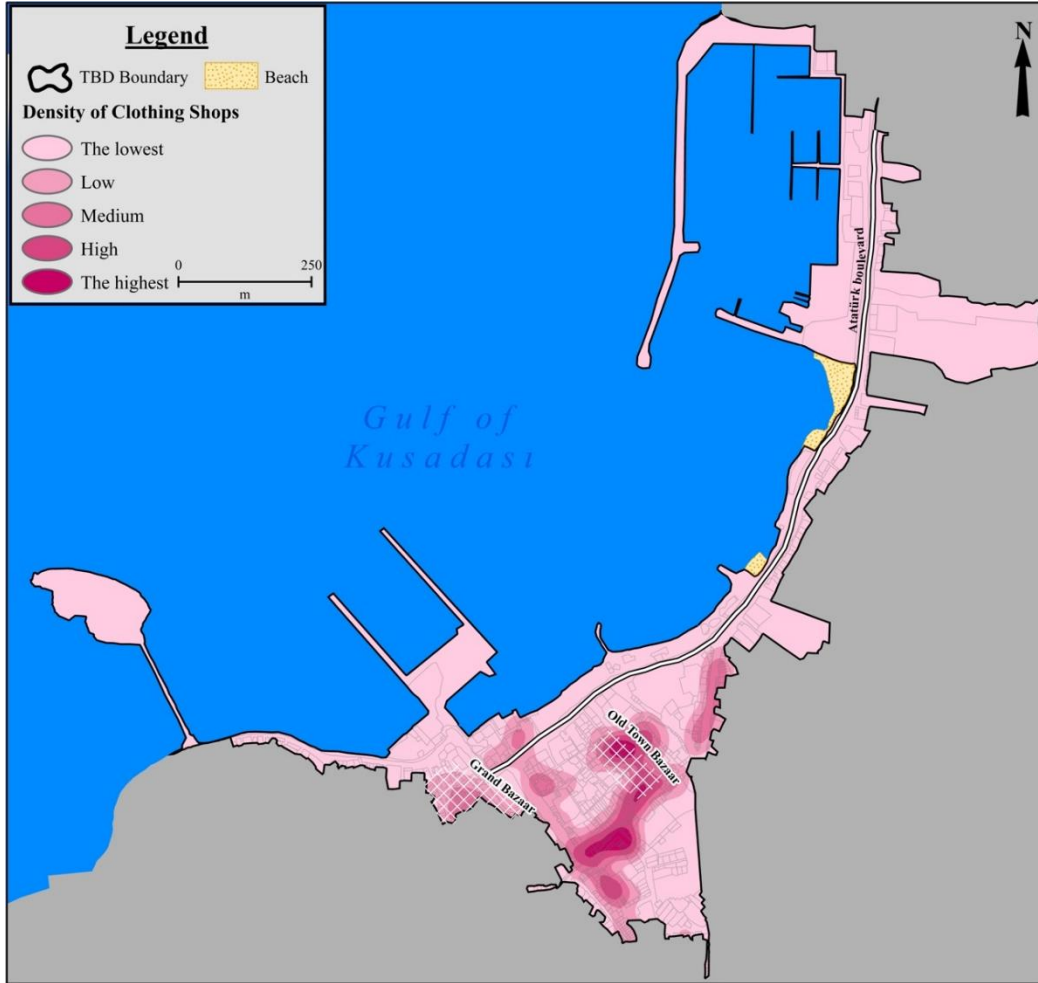 Legend
TBD Boundary
Beach
Density of Clothing Shops
The lowest
Low
Medium
High
The highest
0
250
m
N
Atatürk boulevard
Gulf of
Kusadası
Old Town Bazaar
Grand Bazaar